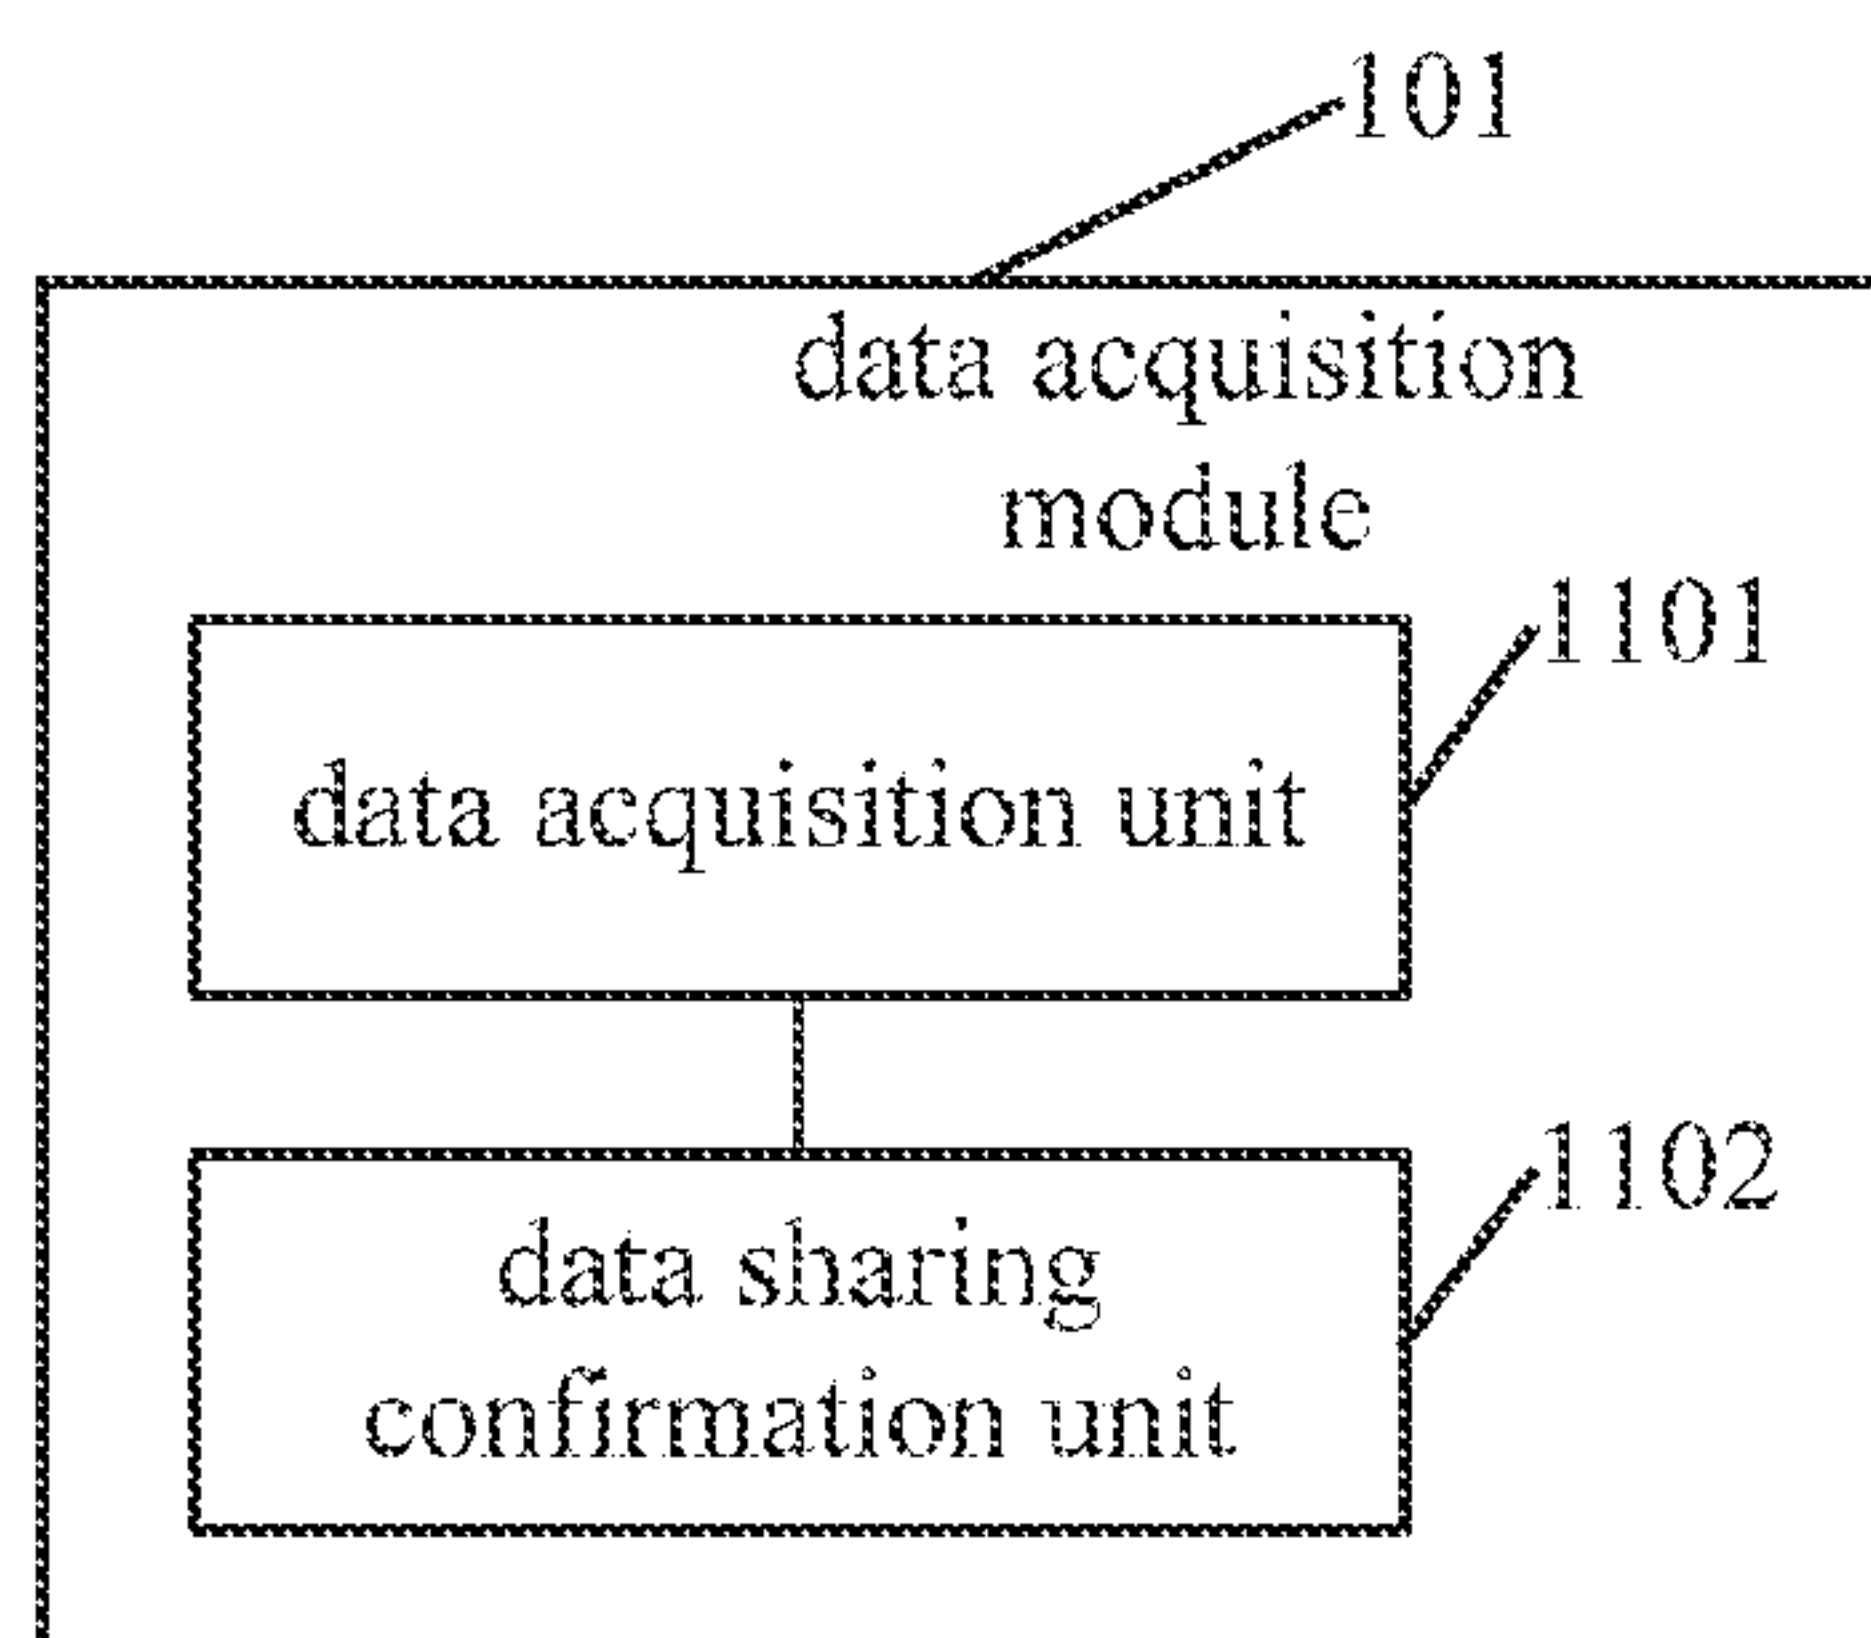 101
data acquisition
module
1101
data acquisition unit
1102
data sharing
confirmation unit